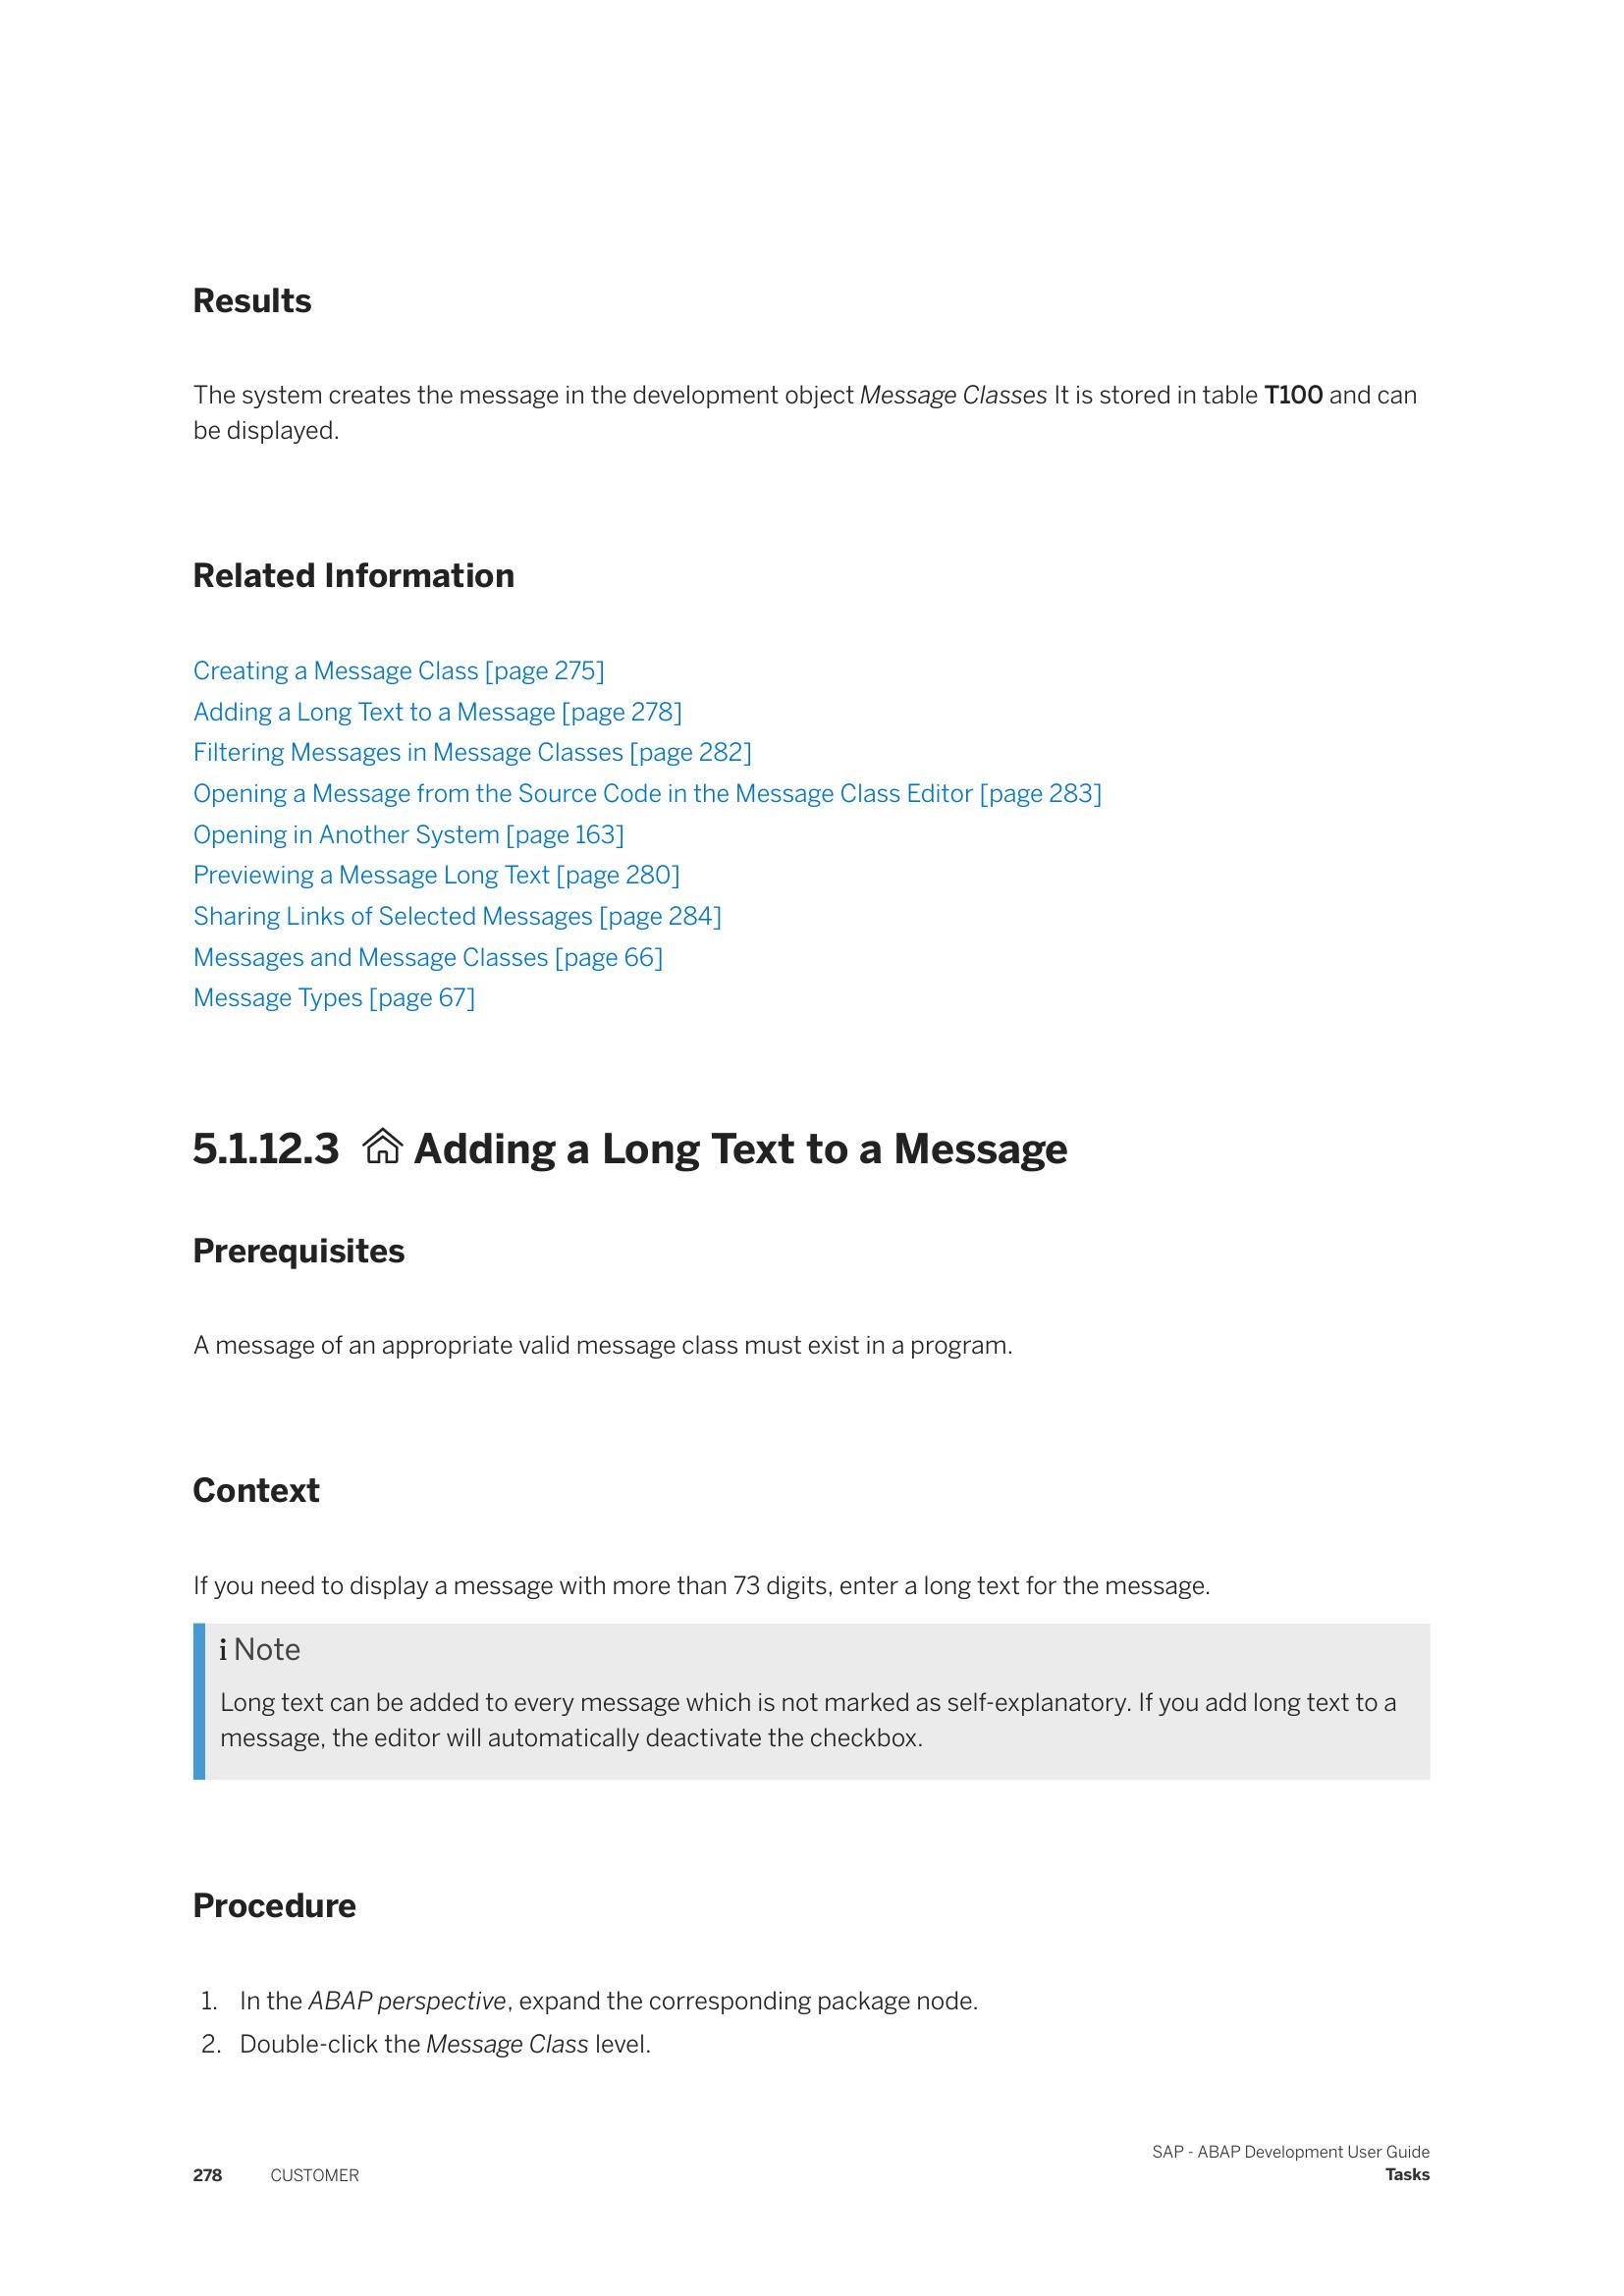 Results
The system creates the message in the development object Message Classes It is stored in table T100 and can
be displayed.
Related Information
Creating a Message Class [page 275]
Adding a Long Text to a Message [page 278]
Filtering Messages in Message Classes [page 282]
Opening a Message from the Source Code in the Message Class Editor [page 283]
Opening in Another System [page 163]
Previewing a Message Long Text [page 280]
Sharing Links of Selected Messages [page 284]
Messages and Message Classes [page 66]
Message Types [page 67]
5.1.12.3 Adding a Long Text to a Message
Prerequisites
A message of an appropriate valid message class must exist in a program.
Context
If you need to display a message with more than 73 digits, enter a long text for the message.
i Note
Long text can be added to every message which is not marked as self-explanatory. If you add long text to a
message, the editor will automatically deactivate the checkbox.
Procedure
1. In the ABAP perspective, expand the corresponding package node.
2. Double-click the Message Class level.
SAP - ABAP Development User Guide
278 CUSTOMER Tasks